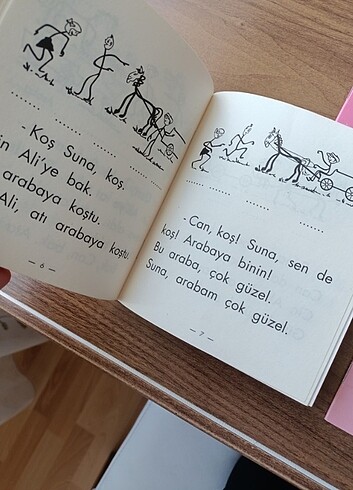 - Koş Suna, koş.
Ali'ye bak.
arabaya koştu.
Ali, atı arabaya koştu.
— 6 —
- Can, koş! Suna, sen de
koş! Arabaya binin!
Bu araba, çok güzel.
Suna, arabam çok güzel.
— 7 —